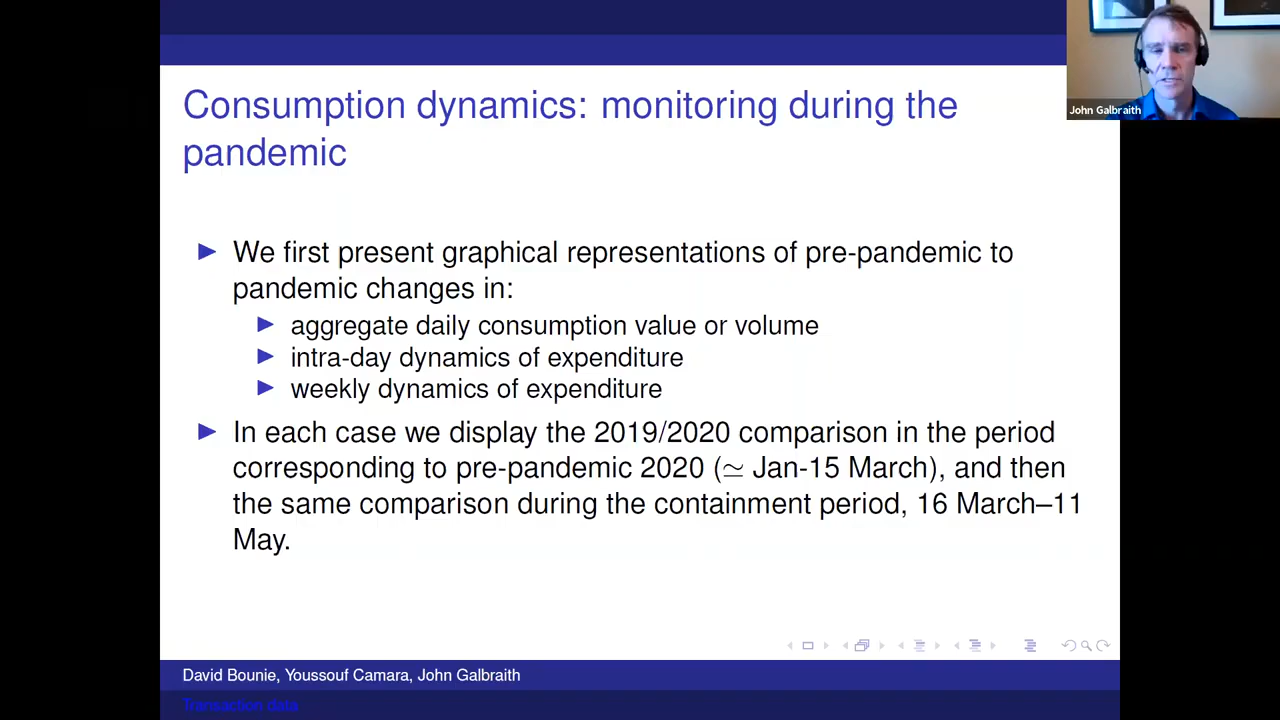 Consumption dynamics: monitoring during the
pandemic
We first present graphical representations of pre-pandemic to
pandemic changes in:
aggregate daily consumption value or volume
intra-day dynamics of expenditure
weekly dynamics of expenditure
In each case we display the 2019/2020 comparison in the period
corresponding to pre-pandemic 2020 (≃ Jan-15 March), and then
the same comparison during the containment period, 16 March–11
May.
David Bounie, Youssouf Camara, John Galbraith
Transaction data
John Galbraith